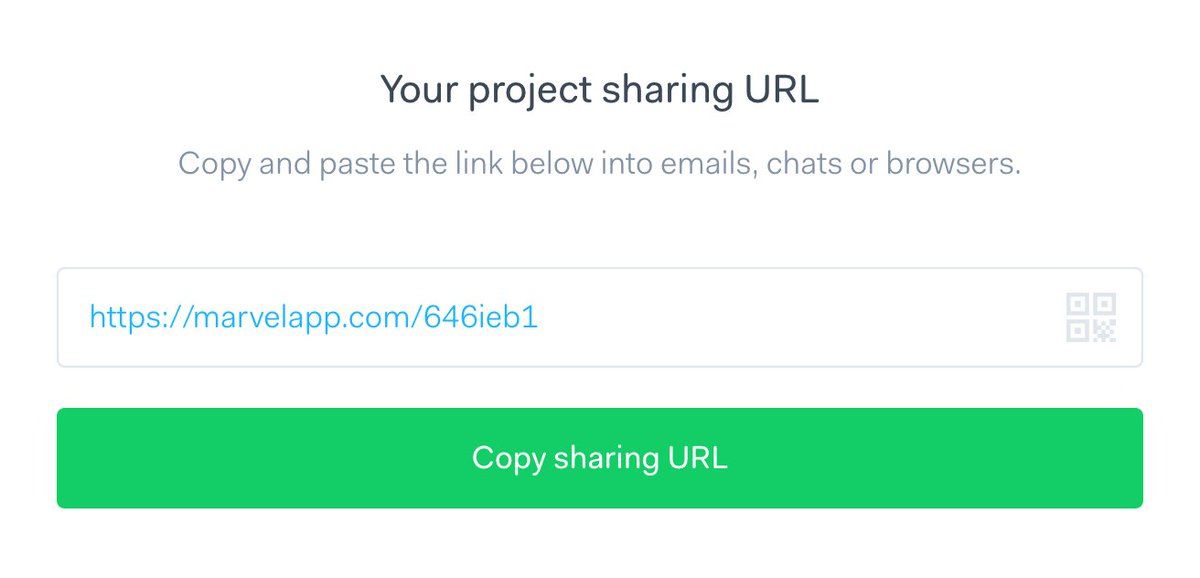 Your project sharing URL
Copy and paste the link below into emails, chats or browsers.
https://marvelapp.com/646ieb1
Copy sharing URL